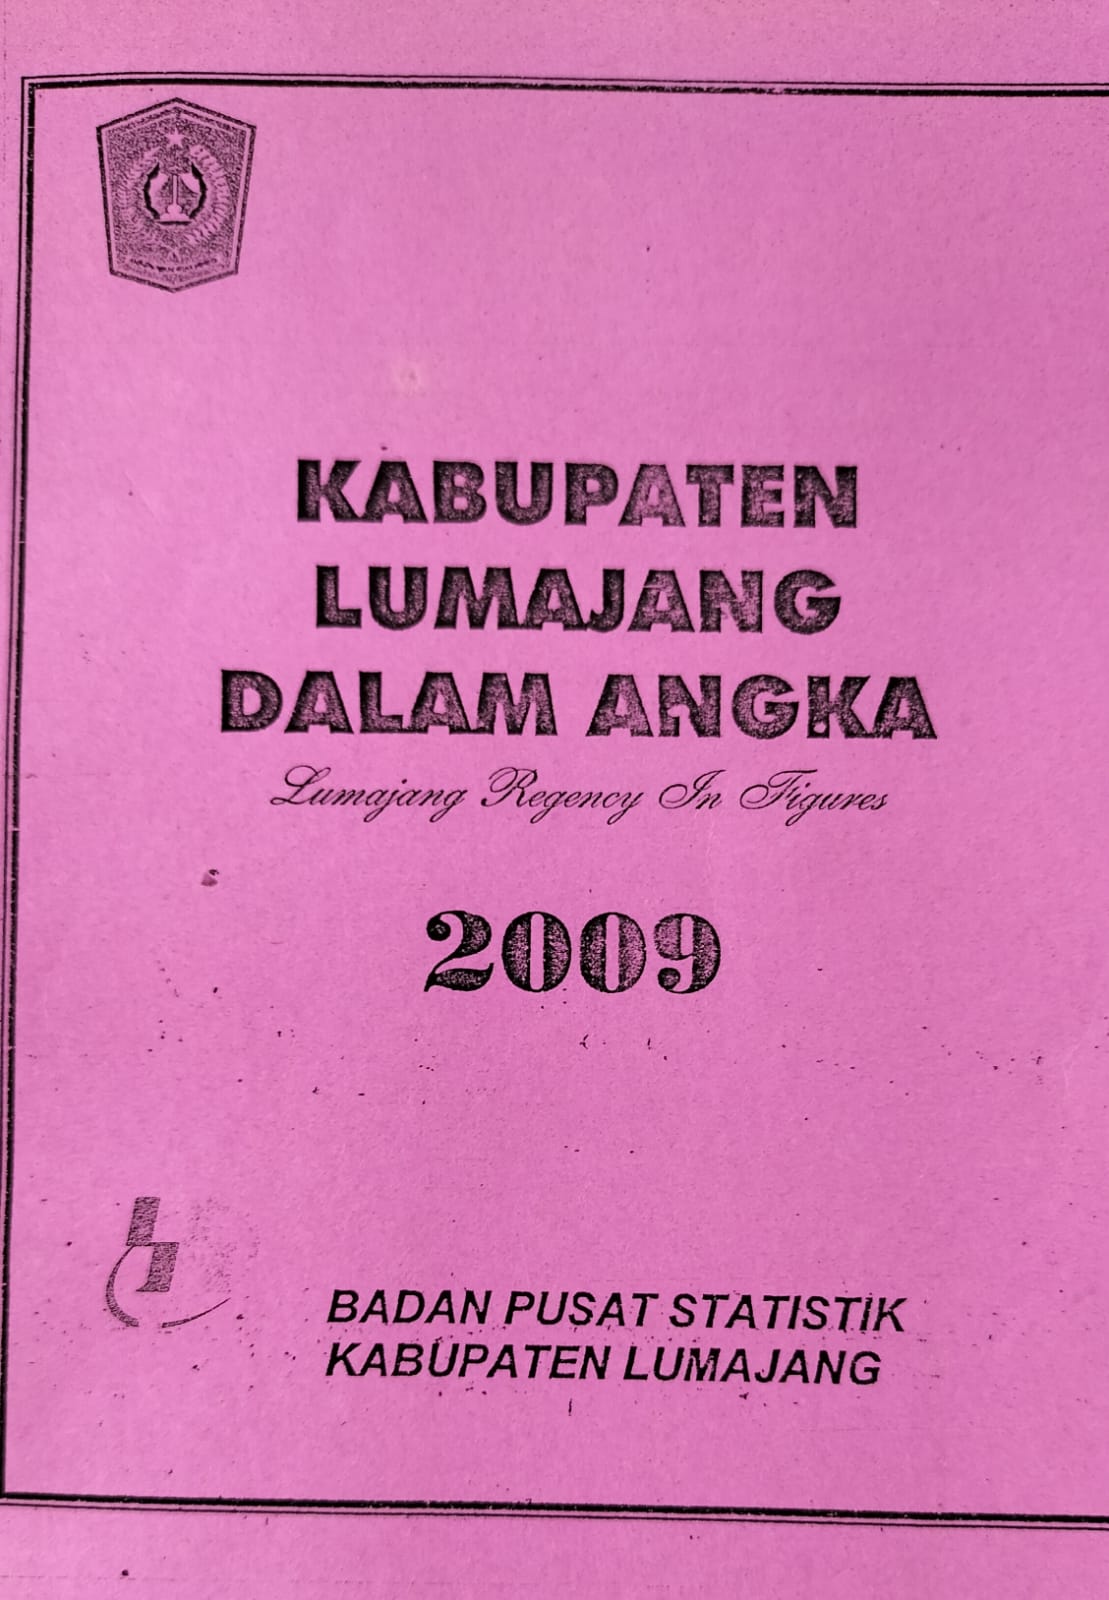 KABUPATEN
LUMAJANG
DALAM ANGKA
Lumajang Regency In Figures
2009
BADAN PUSAT STATISTIK
KABUPATEN LUMAJANG